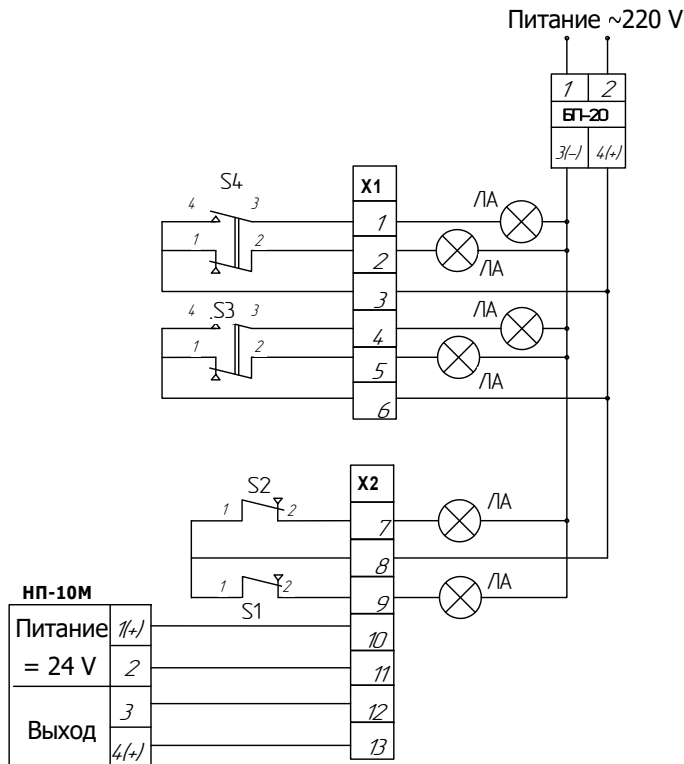 Питание ~220 V
1 2
БП-20
3(-) 4(+)
S4
X1
4 3
1
ЛА
1 2
2
ЛА
3
4 S3 3
4
ЛА
1 2
5
ЛА
6
X2
S2
1 2
7
ЛА
8
1 2
9
ЛА
S1
НП-10М
Питание 1(+)
10
= 24 V 2
11
3
12
Выход
4(+)
13